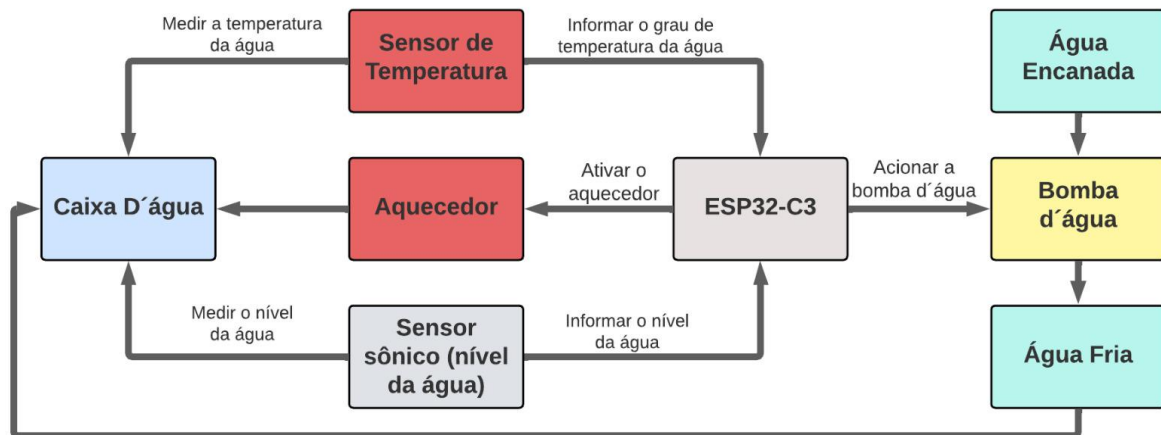 Medir a temperatura
da água
Sensor de
Temperatura
Informar o grau de
temperatura da água
Água
Encanada
Caixa D´água
Aquecedor
Ativar o
aquecedor
ESP32-C3
Acionar a
bomba d´água
Bomba
d´água
Medir o nível
da água
Sensor
sônico (nível
da água)
Informar o nível
da água
Água Fria